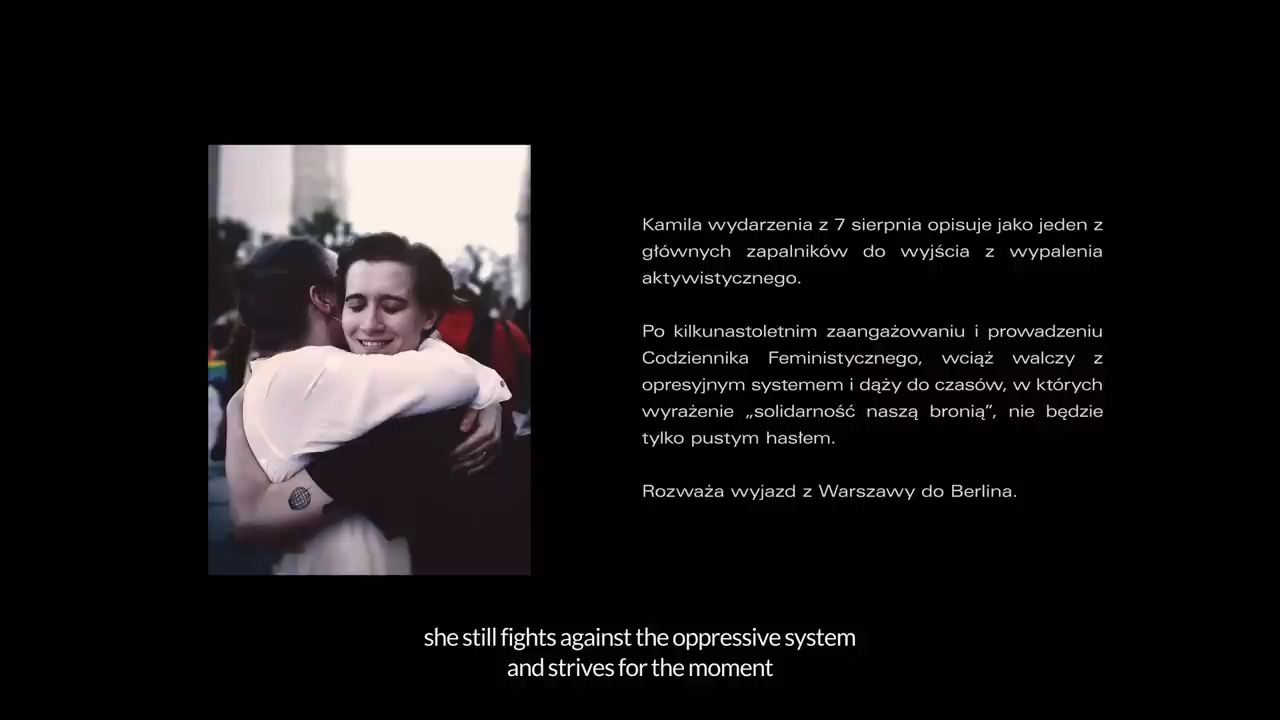 Kamila wydarzenia z 7 sierpnia opisuje jako jeden z
głównych zapalników do wyjścia z wypalenia
aktywistycznego.
Po kilkunastoletnim zaangażowaniu i prowadzeniu
Codziennika Feministycznego, wciąż walczy z
opresyjnym systemem i dąży do czasów, w których
wyrażenie „solidarność naszą bronią”, nie będzie
tylko pustym hasłem.
Rozważa wyjazd z Warszawy do Berlina.
she still fights against the oppressive system
and strives for the moment